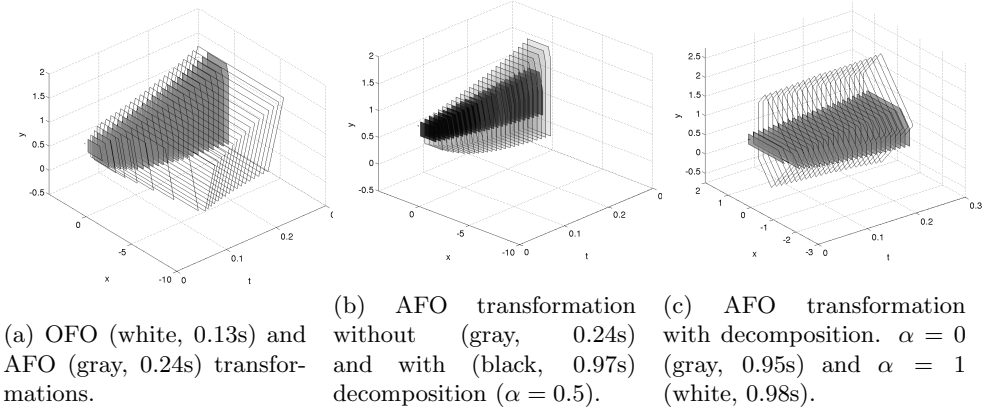 2
1.5
1
0.5
0
-0.5
y
0
-5
-10
x
0
0.1
0.2
t
2
1.5
1
0.5
0
-0.5
y
0
-5
-10
x
0
0.1
0.2
t
2.5
2
1.5
1
0.5
0
-0.5
y
2
1
0
-1
-2
-3
x
0
0.1
0.2
0.3
t
(a) OFO (white, 0.13s) and
AFO (gray, 0.24s) transfor-
mations.
(b) AFO transformation
without (gray, 0.24s)
and with (black, 0.97s)
decomposition (α = 0.5).
(c) AFO transformation
with decomposition. α = 0
(gray, 0.95s) and α = 1
(white, 0.98s).